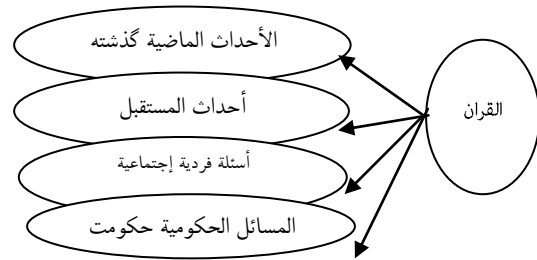 الأحداث الماضية گذشته
أحداث المستقبل
القران
أسئلة فردية إجتماعية
المسائل الحكومية حكومت